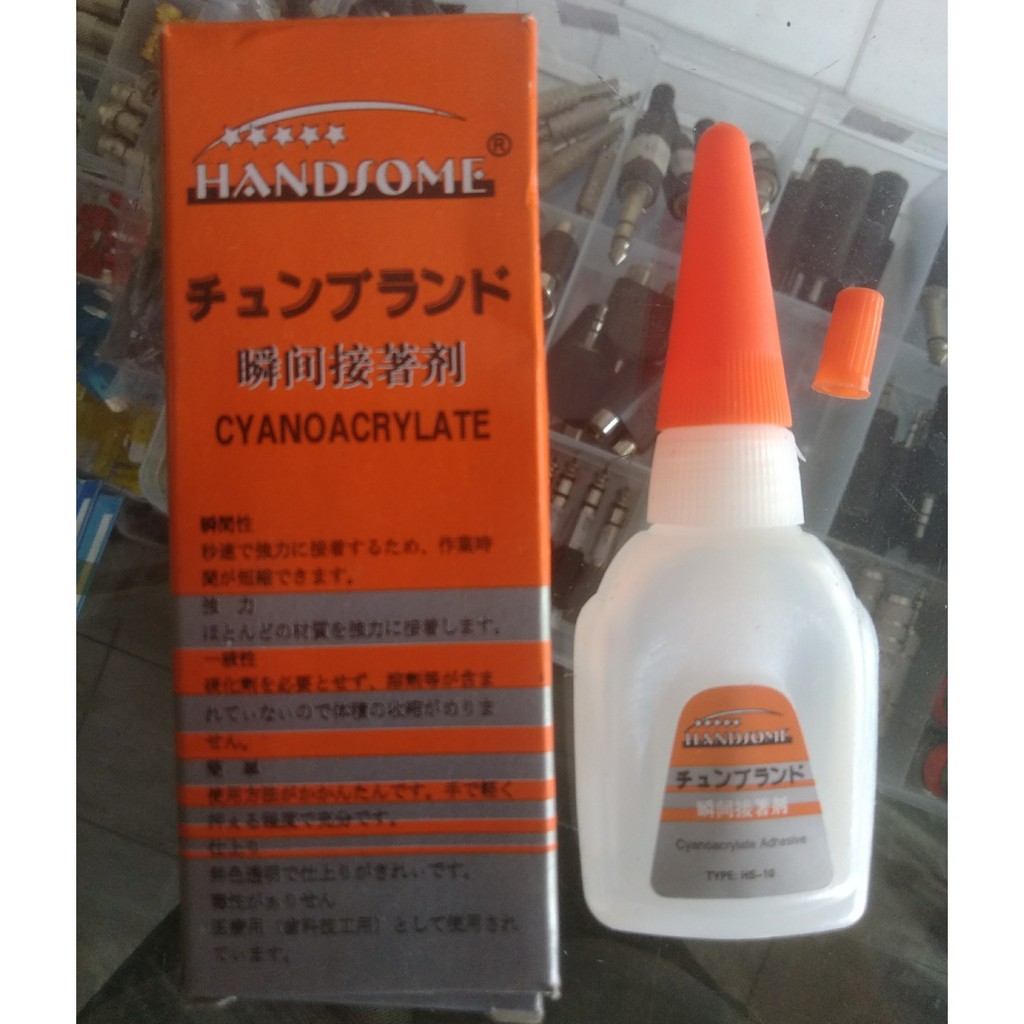 HANDSOME®
チュンブランド
瞬间接著剂
CYANOACRYLATE
瞬間性
秒速で強力に接着するため、作業時
間が短縮できます。
強 力
ほとんどの材質を強力に接着します。
一液性
硬化剤を必要とせず、溶剤等が含ま
れていないので体積の收縮がありま
せん。
簡 単
使用方法がかかんたんです。手で軽く
押える程度で充分です。
仕上り
無色透明で仕上りがきれいです。
毒性がありせん
医療用（歯科技工用）として使用され
ています。
HANDSOME
チュンブランド
瞬间接著剂
Cyanoacrylate Adhesive
TYPE: HS-10